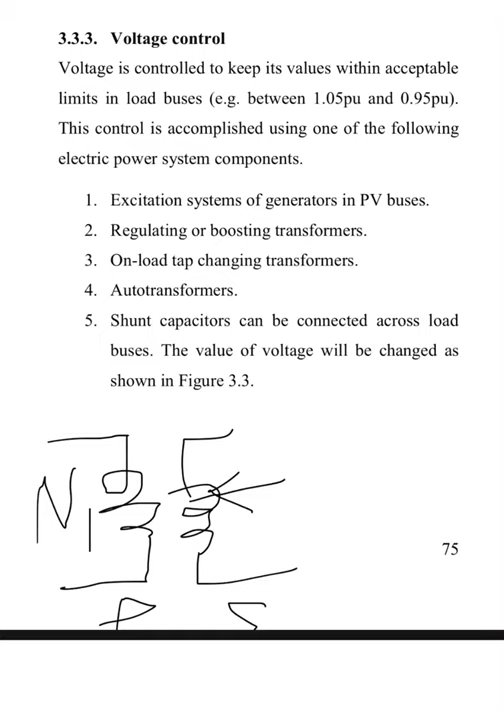 3.3.3. Voltage control
Voltage is controlled to keep its values within acceptable
limits in load buses (e.g. between 1.05pu and 0.95pu).
This control is accomplished using one of the following
electric power system components.
1. Excitation systems of generators in PV buses.
2. Regulating or boosting transformers.
3. On-load tap changing transformers.
4. Autotransformers.
5. Shunt capacitors can be connected across load
buses. The value of voltage will be changed as
shown in Figure 3.3.
N1
75
P S